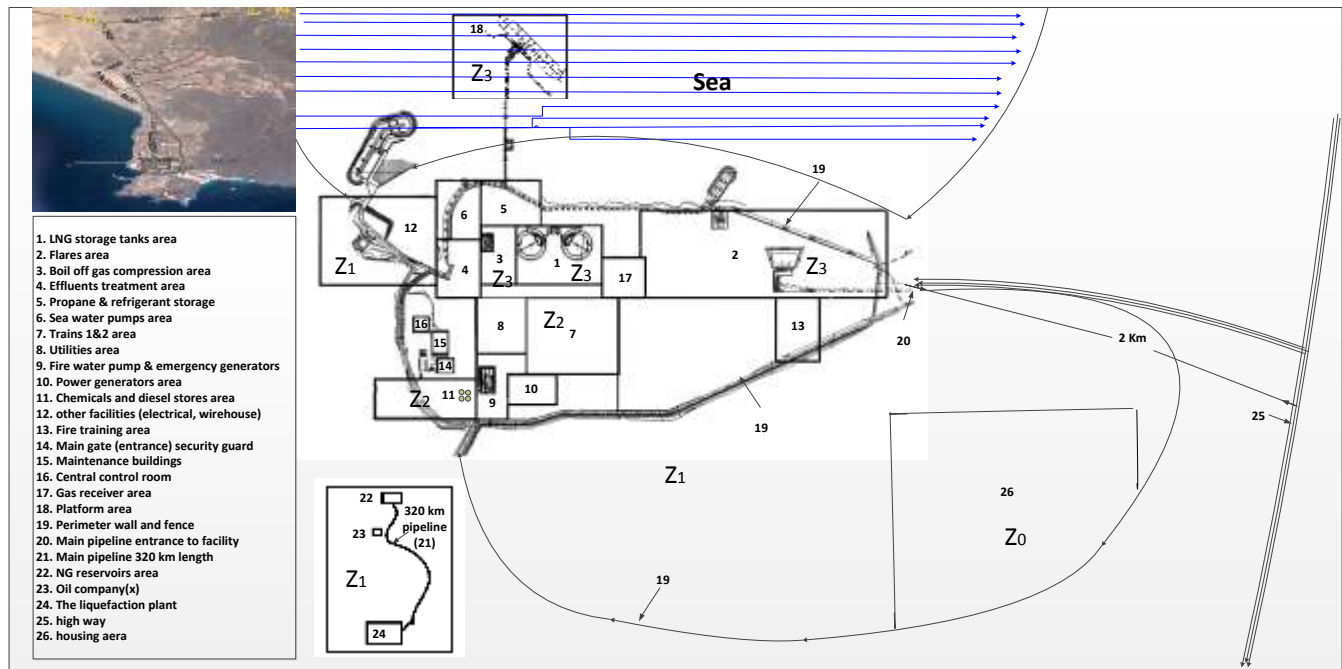 18
Z3
Sea
19
12
6
5
Z1
4
3
Z3
1
Z3
17
2
Z3
16
15
14
8
Z2
7
13
20
2 Km
Z2
11
9
10
19
25
Z1
26
Z0
1. LNG storage tanks area
2. Flares area
3. Boil off gas compression area
4. Effluents treatment area
5. Propane & refrigerant storage
6. Sea water pumps area
7. Trains 1&2 area
8. Utilities area
9. Fire water pump & emergency generators
10. Power generators area
11. Chemicals and diesel stores area
12. other facilities (electrical, wirehouse)
13. Fire training area
14. Main gate (entrance) security guard
15. Maintenance buildings
16. Central control room
17. Gas receiver area
18. Platform area
19. Perimeter wall and fence
20. Main pipeline entrance to facility
21. Main pipeline 320 km length
22. NG reservoirs area
23. Oil company(x)
24. The liquefaction plant
25. high way
26. housing aera
22
320 km
pipeline
(21)
23
Z1
24
19